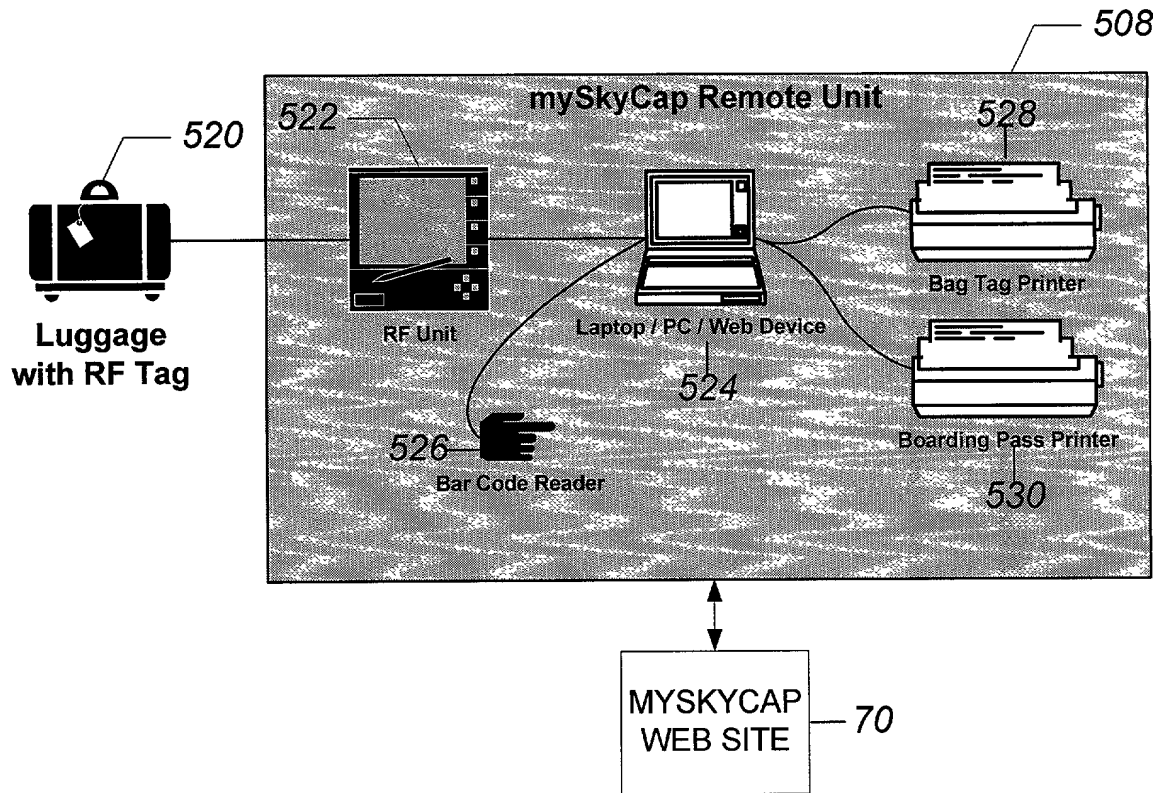 508
mySkyCap Remote Unit
522
528
520
Bag Tag Printer
RF Unit
Laptop / PC / Web Device
Luggage
with RF Tag
524
526
Boarding Pass Printer
Bar Code Reader
530
MYSKYCAP
WEB SITE
70